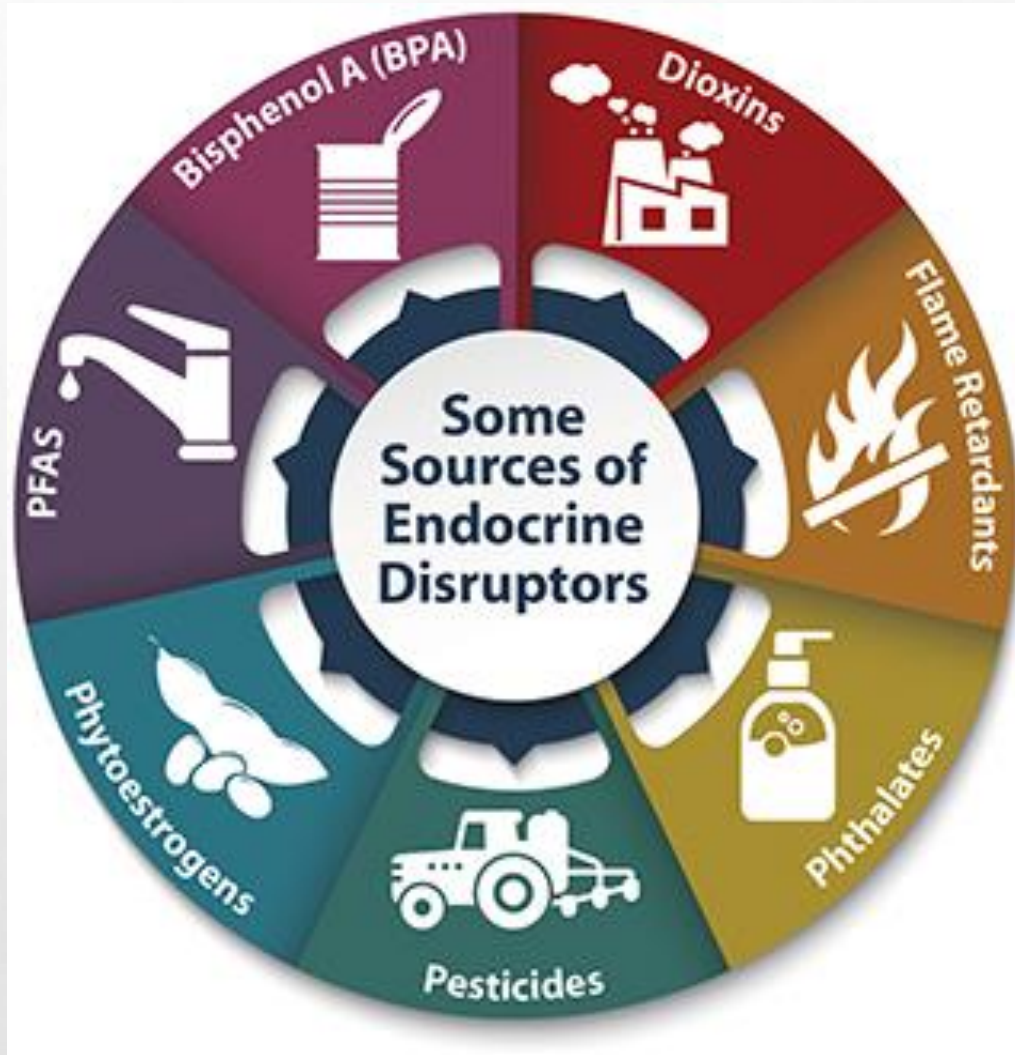 Some
Sources of
Endocrine
Disruptors
Bisphenol A (BPA)
Dioxins
Flame Retardants
Phthalates
Pesticides
Phytoestrogens
PFAS